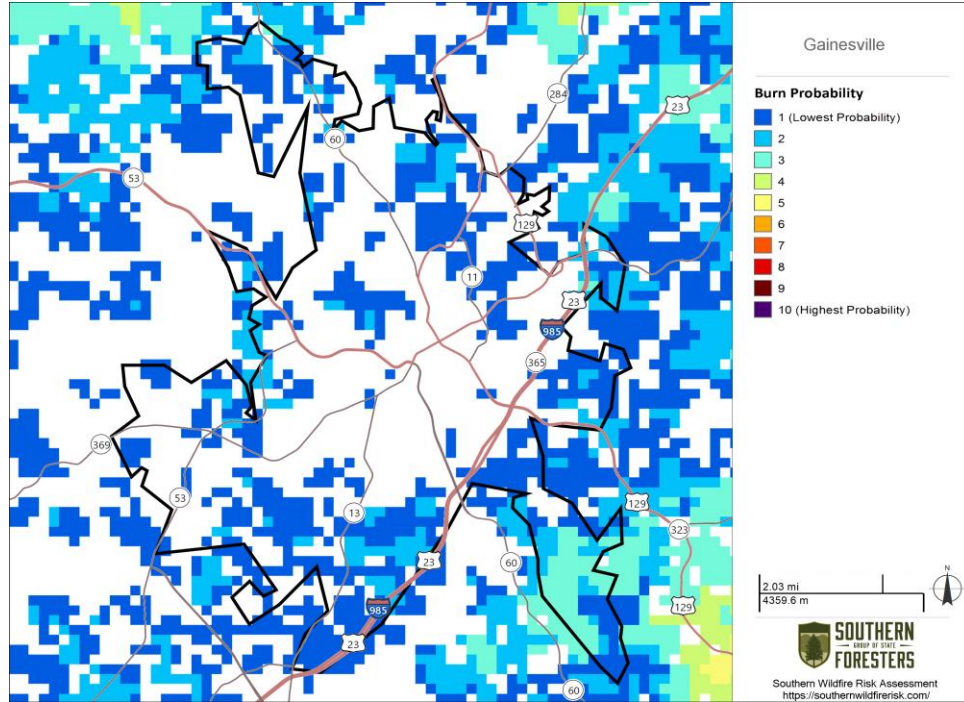 Gainesville
Burn Probability
1 (Lowest Probability)
2
3
4
5
6
7
8
9
10 (Highest Probability)
284
23
60
53
129
11
23
985
365
369
53
129
13
323
23
60
129
985
23
60
2.03 mi
4359.6 m
N
SOUTHERN
GROUP OF STATE
FORESTERS
Southern Wildfire Risk Assessment
https://southernwildfirerisk.com/